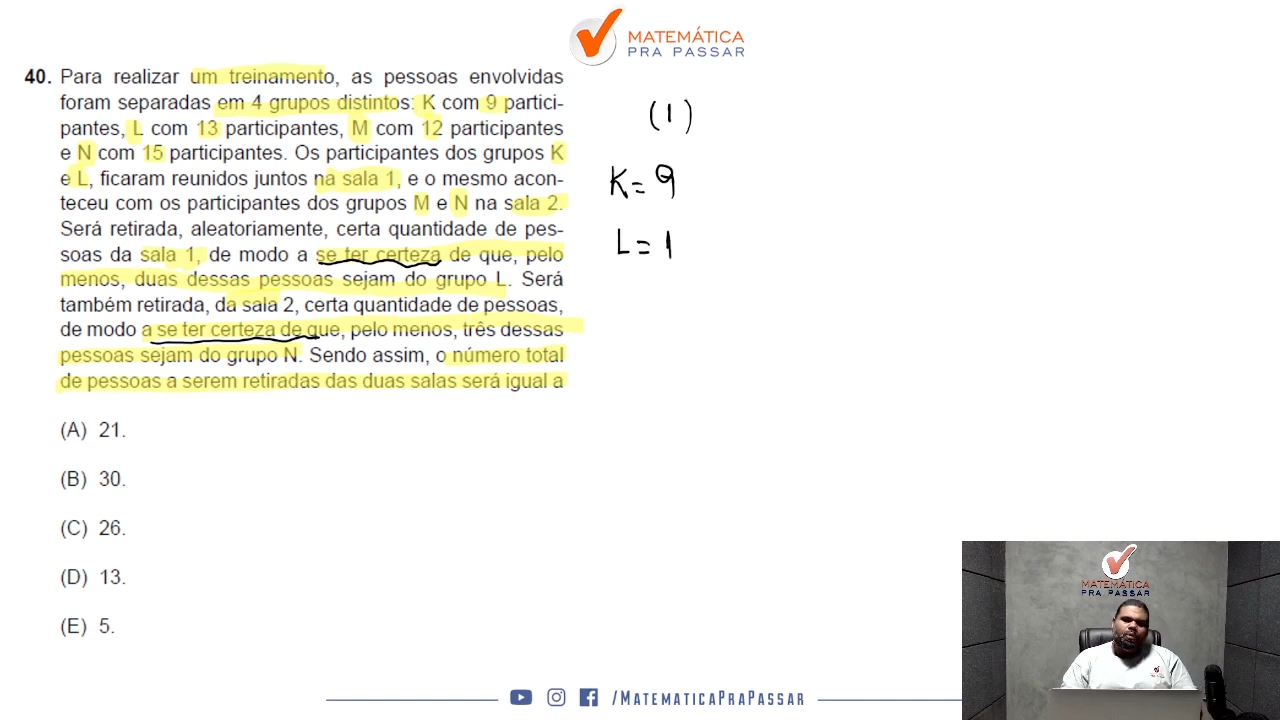 MATEMÁTICA
PRA PASSAR
40. Para realizar um treinamento, as pessoas envolvidas
foram separadas em 4 grupos distintos: K com 9 partici-
pantes, L com 13 participantes, M com 12 participantes
e N com 15 participantes. Os participantes dos grupos K
e L, ficaram reunidos juntos na sala 1, e o mesmo acon-
teceu com os participantes dos grupos M e N na sala 2.
Será retirada, aleatoriamente, certa quantidade de pes-
soas da sala 1, de modo a se ter certeza de que, pelo
menos, duas dessas pessoas sejam do grupo L. Será
também retirada, da sala 2, certa quantidade de pessoas,
de modo a se ter certeza de que, pelo menos, três dessas
pessoas sejam do grupo N. Sendo assim, o número total
de pessoas a serem retiradas das duas salas será igual a
(A) 21.
(B) 30.
(C) 26.
(D) 13.
(E) 5.
(1)
K = 9
L = 1
MATEMÁTICA
PRA PASSAR
/MATEMATICAPRAPASSAR